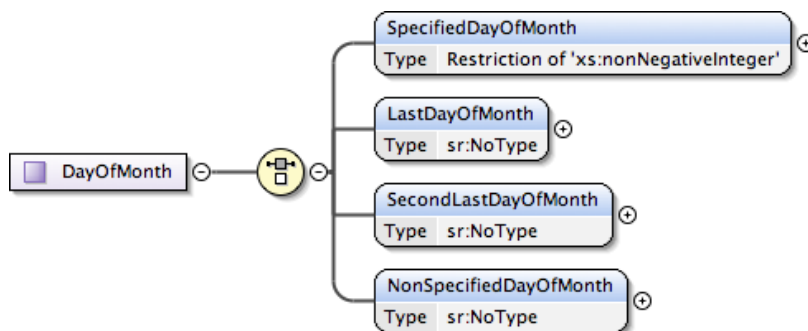 SpecifiedDayOfMonth
Type Restriction of 'xs:nonNegativeInteger'
LastDayOfMonth
Type sr:NoType
DayOfMonth
SecondLastDayOfMonth
Type sr:NoType
NonSpecifiedDayOfMonth
Type sr:NoType